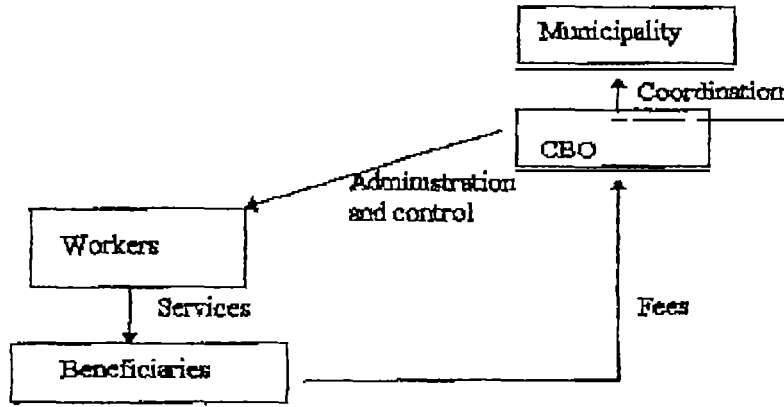 Municipality
Coordination
CBO
Administration
and control
Workers
Services
Fees
Beneficiaries